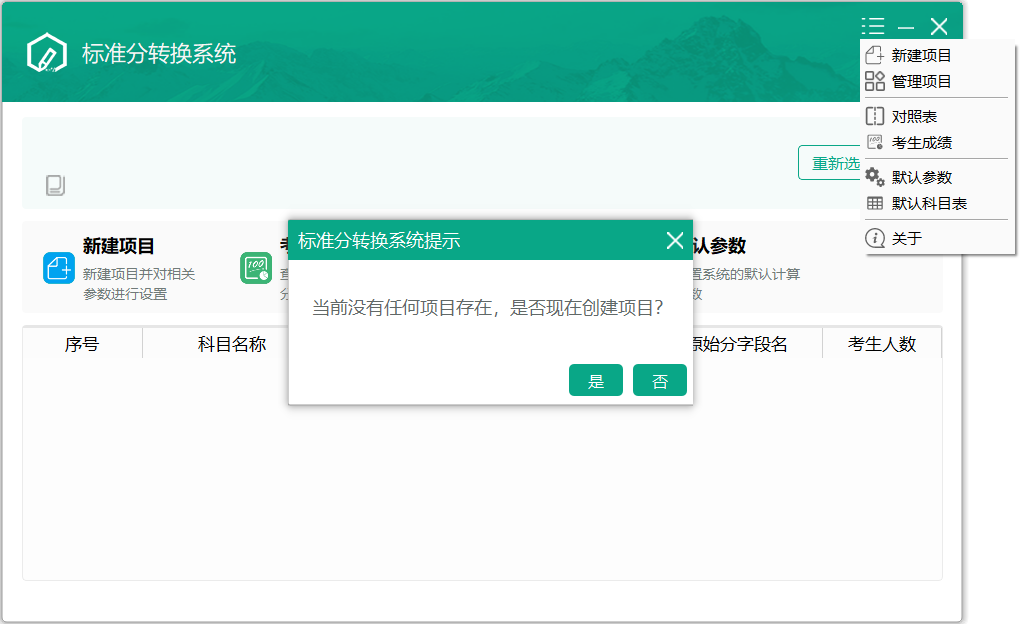 标准分转换系统
新建项目
管理项目
对照表
考生成绩
默认参数
默认科目表
关于
重新选
新建项目
新建项目并对相关
参数进行设置
100
标准分转换系统提示
当前没有任何项目存在，是否现在创建项目？
是
否
认参数
置系统的默认计算
数
序号
科目名称
原始分字段名
考生人数